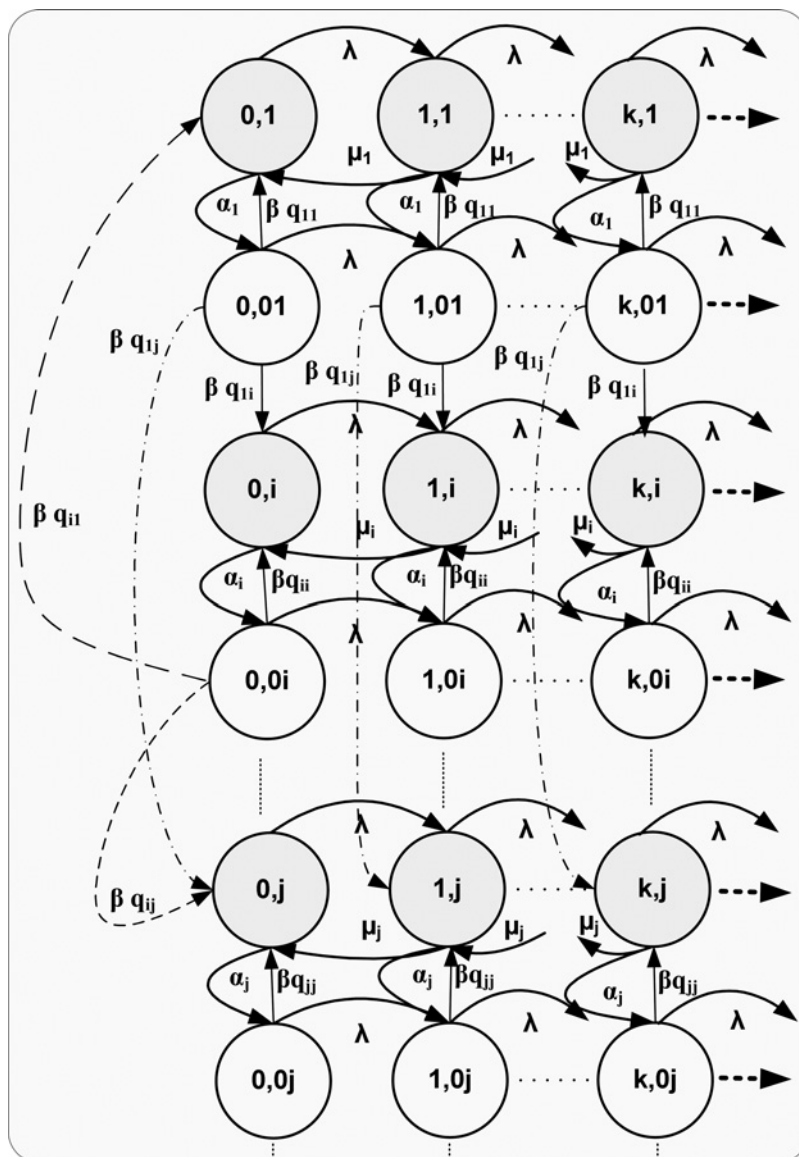 λ λ λ
0,1 1,1 k,1
μ1 μ1 μ1
α1 β q11 α1 β q11 α1 β q11
λ λ λ
0,01 1,01 k,01
β q1j β q1j β q1j
β q1i β q1i β q1i
λ λ λ
0,i 1,i k,i
β qi1
μi μi μi
αi βqii αi βqii αi βqii
λ λ λ
0,0i 1,0i k,0i
λ λ λ
0,j 1,j k,j
β qij
μj μj μj
αj βqjj αj βqjj αj βqjj
λ λ λ
0,0j 1,0j k,0j